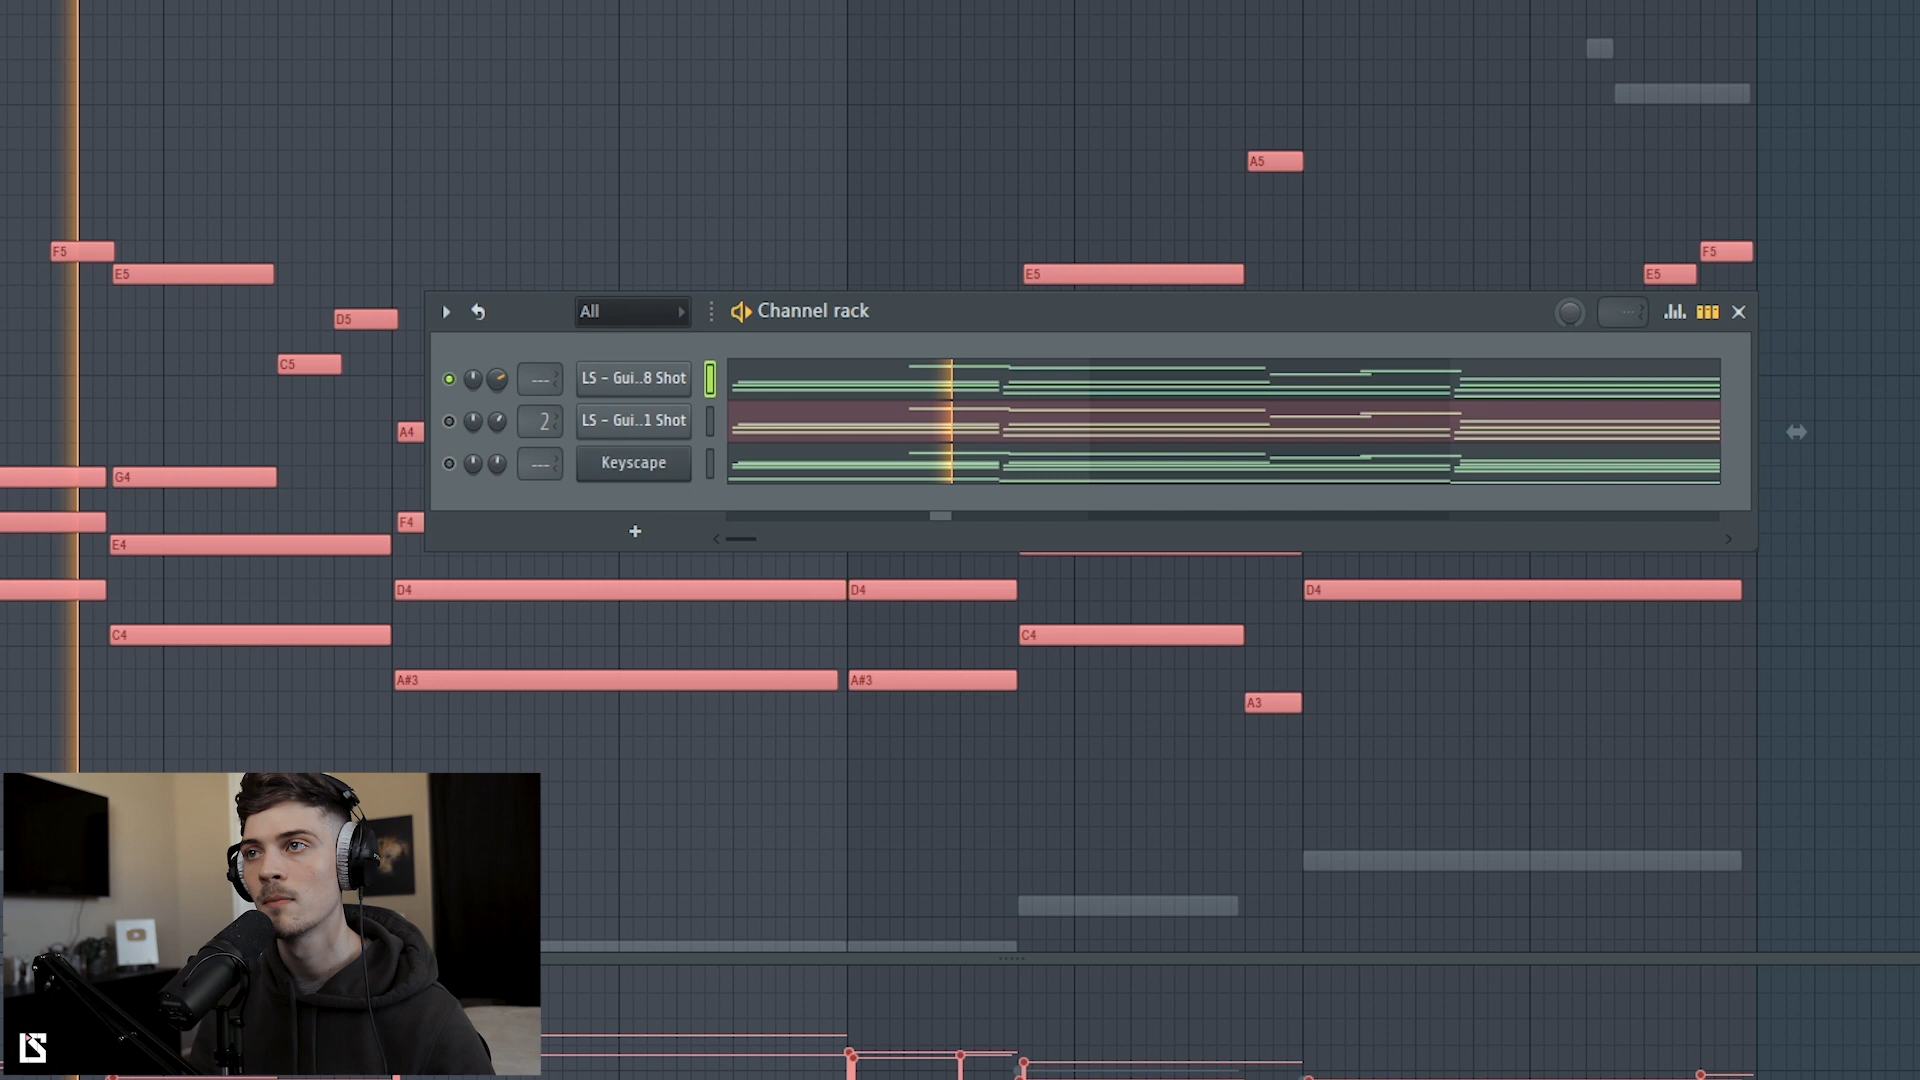 A5
F5
F5
E5
E5
E5
All
Channel rack
D5
C5
---
LS - Gui..8 Shot
2
LS - Gui..1 Shot
A4
---
Keyscape
G4
F4
+
E4
D4
D4
D4
C4
C4
A#3
A#3
A3
LS